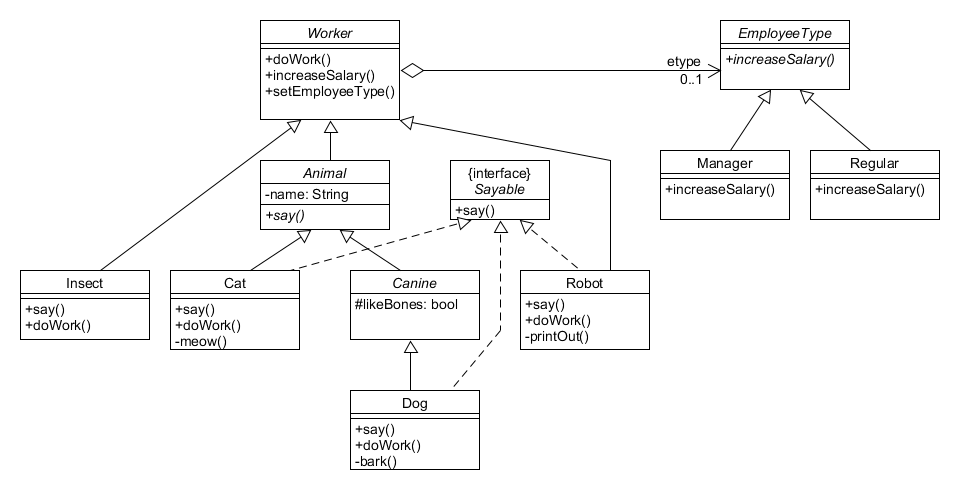 Worker
+doWork()
+increaseSalary()
+setEmployeeType()
etype
0..1
EmployeeType
+increaseSalary()
Manager
+increaseSalary()
Regular
+increaseSalary()
Animal
-name: String
+say()
{interface}
Sayable
+say()
Insect
+say()
+doWork()
Cat
+say()
+doWork()
-meow()
Canine
#likeBones: bool
Robot
+say()
+doWork()
-printOut()
Dog
+say()
+doWork()
-bark()